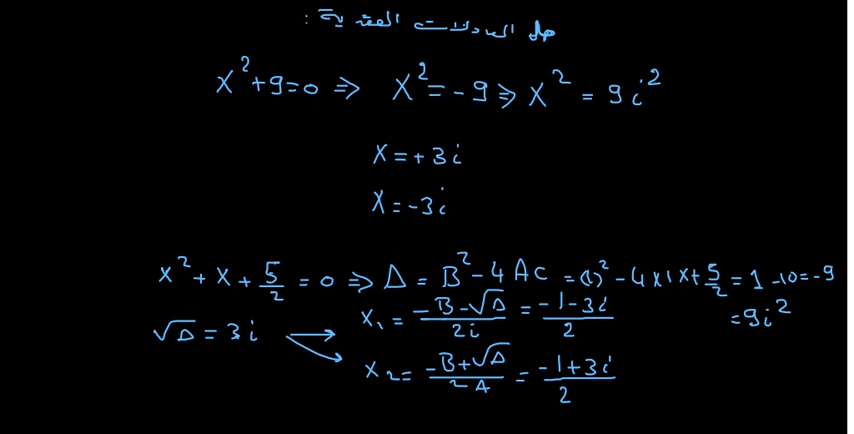 حل المعادلات العقدية :
x²+9=0 ⇒ x²=-9 ⇒ x²=9i²
x=+3i
x=-3i
x²+x+5/2=0 ⇒ Δ=B²-4AC=(1)²-4×1×+5/2=1-10=-9
=9i²
√Δ=3i → x₁=(-B-√Δ)/2i=(-1-3i)/2
x₂=(-B+√Δ)/2A=(-1+3i)/2